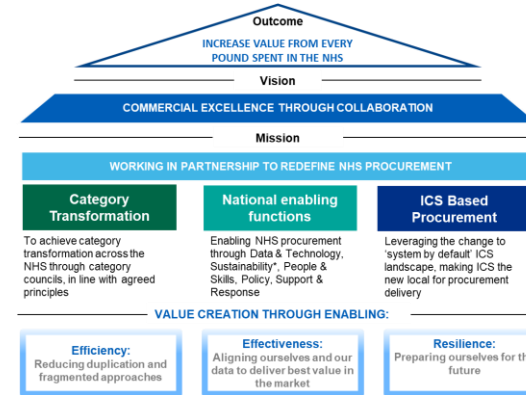 Outcome
INCREASE VALUE FROM EVERY
POUND SPENT IN THE NHS
Vision
COMMERCIAL EXCELLENCE THROUGH COLLABORATION
Mission
WORKING IN PARTNERSHIP TO REDEFINE NHS PROCUREMENT
Category
Transformation
To achieve category
transformation across the
NHS through category
councils, in line with agreed
principles
National enabling
functions
Enabling NHS procurement
through Data & Technology,
Sustainability*, People &
Skills, Policy, Support &
Response
ICS Based
Procurement
Leveraging the change to
'system by default' ICS
landscape, making ICS the
new local for procurement
delivery
VALUE CREATION THROUGH ENABLING:
Efficiency:
Reducing duplication and
fragmented approaches
Effectiveness:
Aligning ourselves and our
data to deliver best value in
the market
Resilience:
Preparing ourselves for th
future